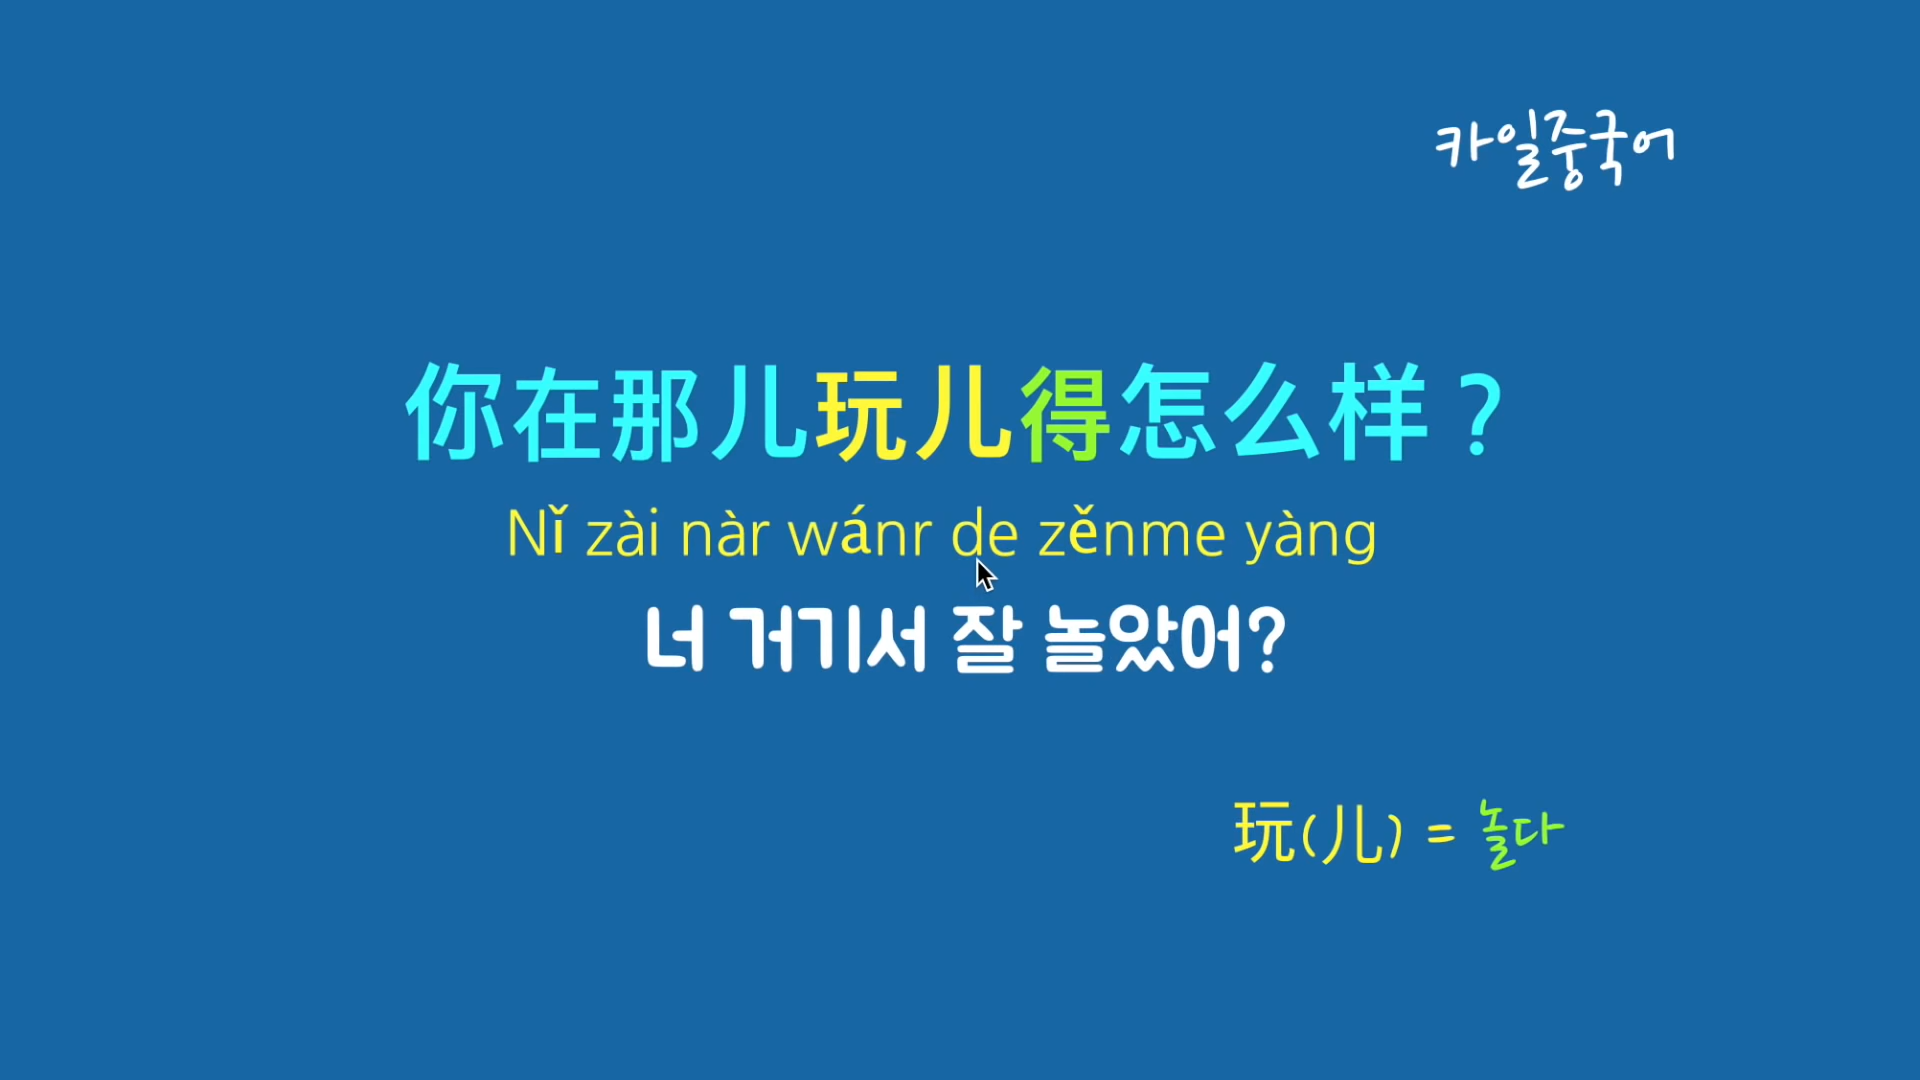 카일중국어
你在那儿玩儿得怎么样？
Nǐ zài nàr wánr de zěnme yàng
너 거기서 잘 놀았어?
玩(儿) = 놀다